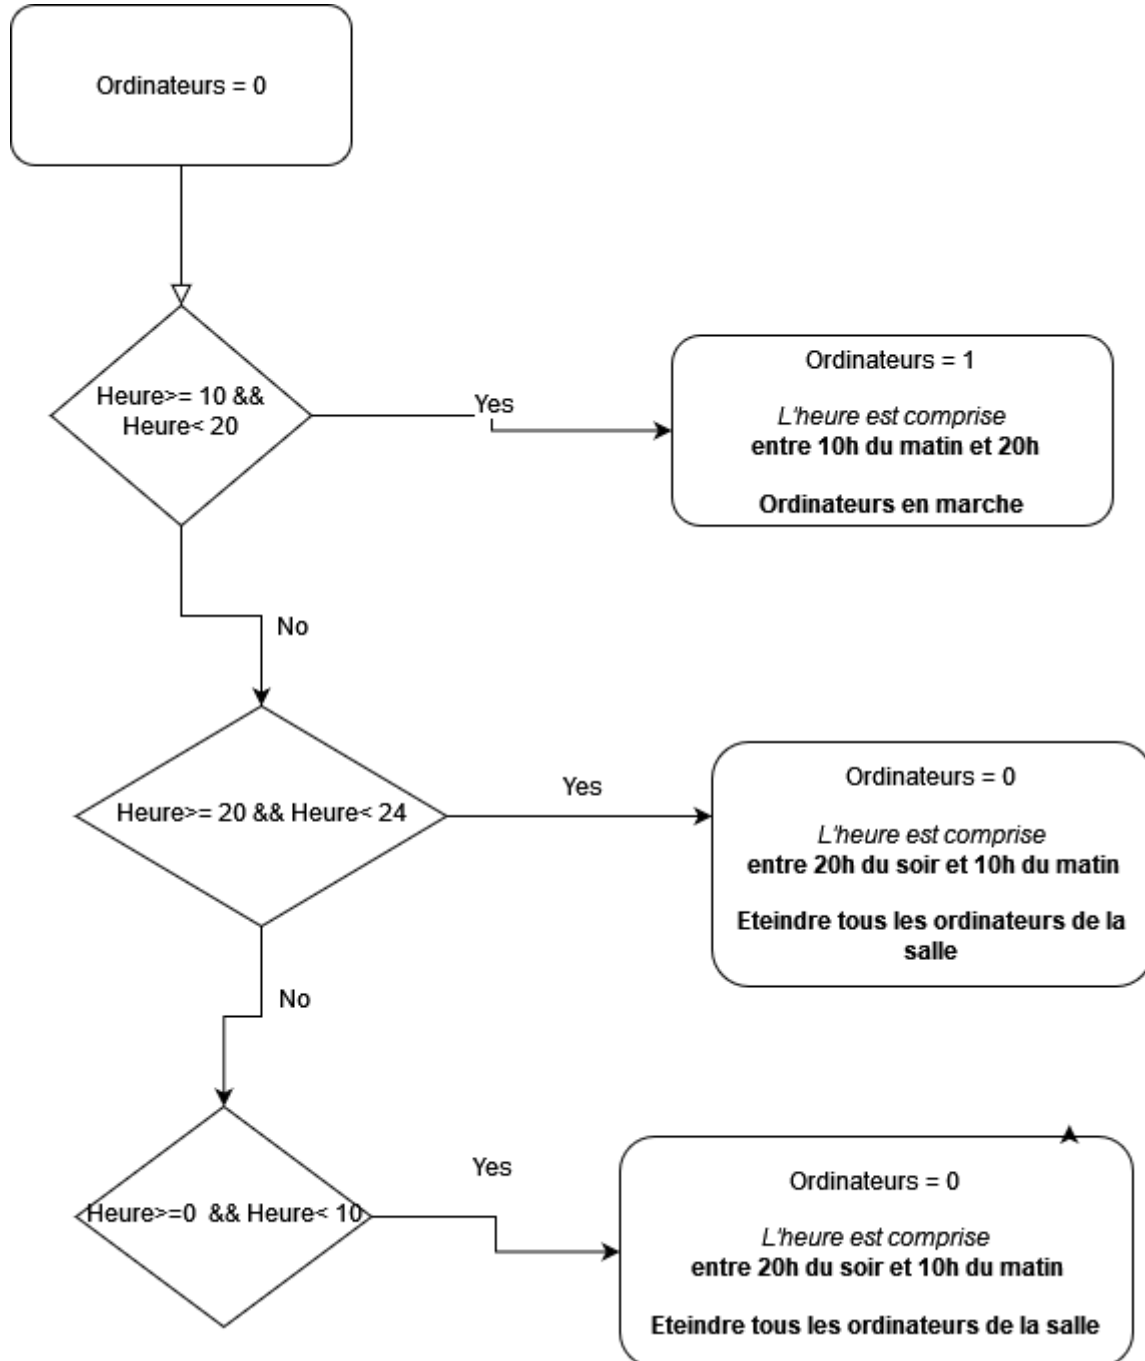 Ordinateurs = 0
Heure>= 10 &&
Heure< 20
Yes
Ordinateurs = 1
L'heure est comprise
entre 10h du matin et 20h
Ordinateurs en marche
No
Heure>= 20 && Heure< 24
Yes
Ordinateurs = 0
L'heure est comprise
entre 20h du soir et 10h du matin
Eteindre tous les ordinateurs de la
salle
No
Heure>=0  && Heure< 10
Yes
Ordinateurs = 0
L'heure est comprise
entre 20h du soir et 10h du matin
Eteindre tous les ordinateurs de la salle